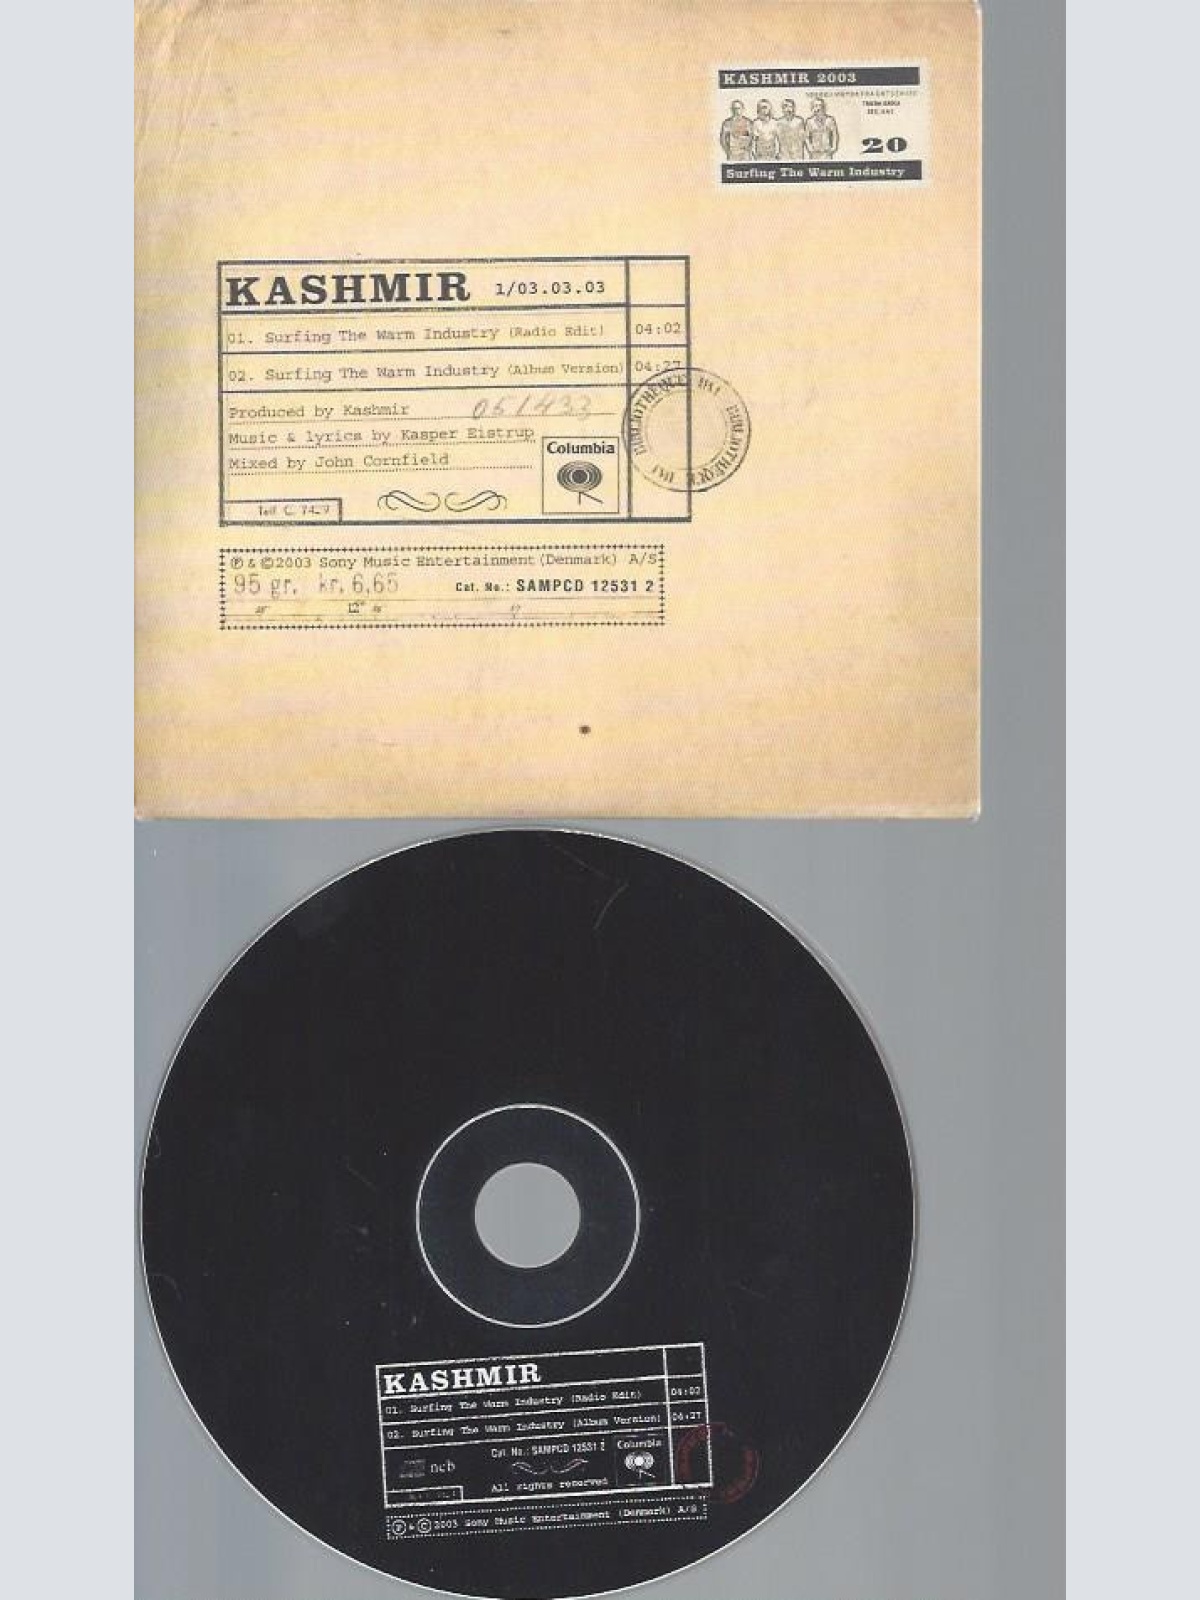 KASHMIR 2003
20
Surfing The Warm Industry
KASHMIR 1/03.03.03
01. Surfing The Warm Industry (Radio Edit) 04:02
02. Surfing The Warm Industry (Album Version) 04:27
Produced by Kashmir 051433
Music & lyrics by Kasper Eistrup
Mixed by John Cornfield
Columbia
BIBLIOTHEQUE
BIBLIOTHEQUE
℗ & ©2003 Sony Music Entertainment (Denmark) A/S
95 gr. kr. 6,65 Cat. No.: SAMPCD 12531 2
12"
KASHMIR
01. Surfing The Warm Industry (Radio Edit) 04:02
02. Surfing The Warm Industry (Album Version) 04:27
Cat. No.: SAMPCD 12531 2 Columbia
ncb
All rights reserved
℗ & © 2003 Sony Music Entertainment (Denmark) A/S